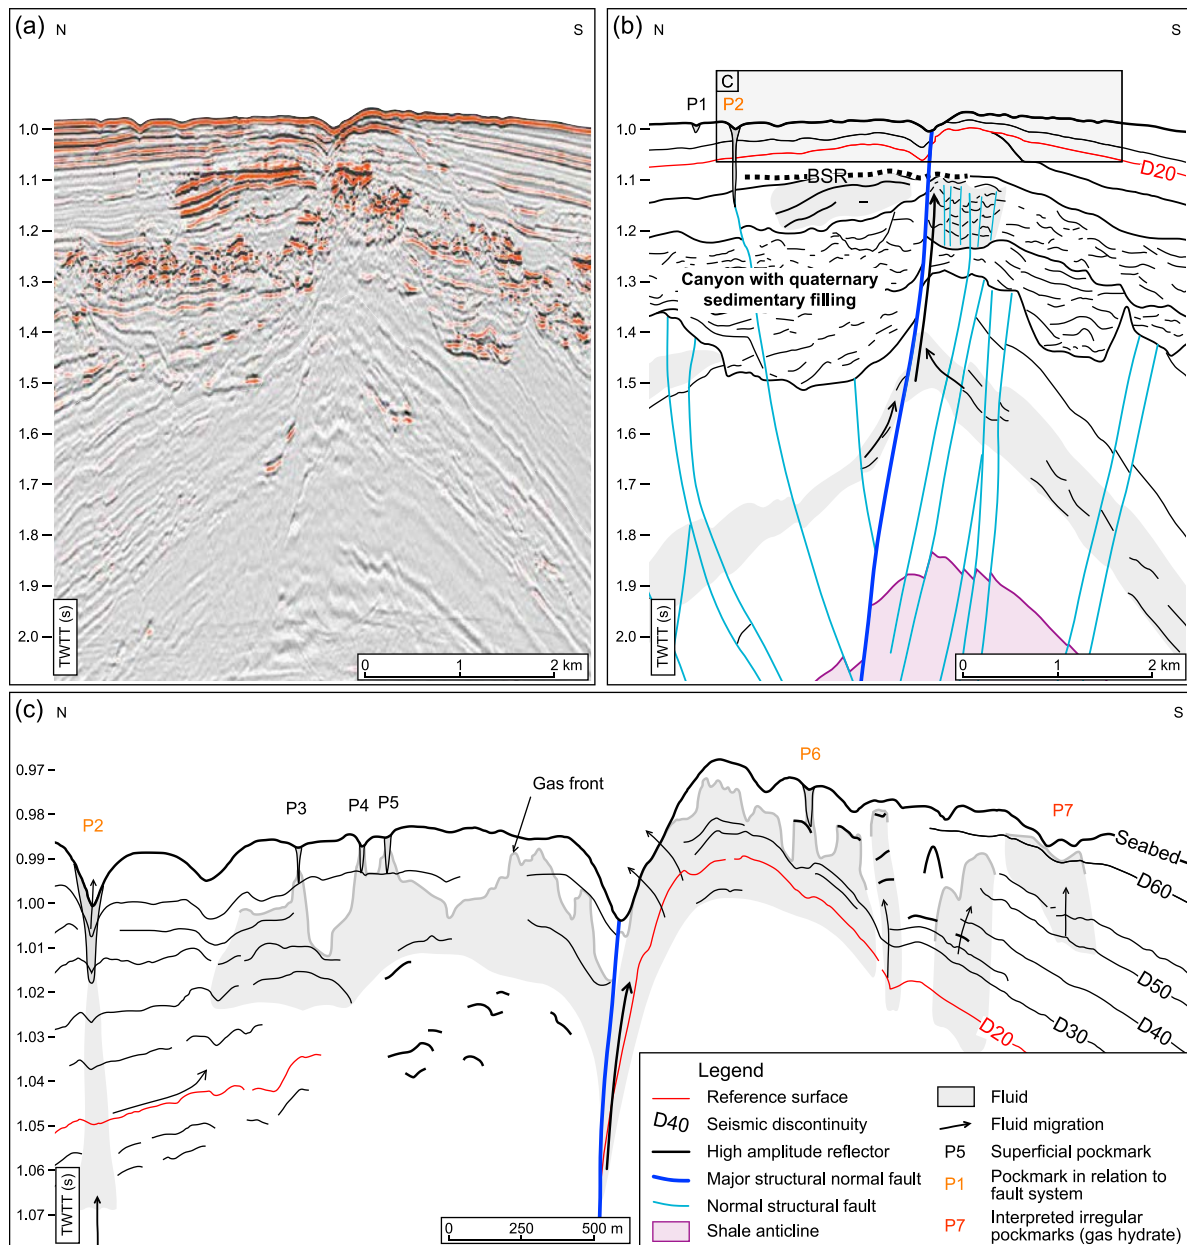 (a) N S
1.0
1.1
1.2
1.3
1.4
1.5
1.6
1.7
1.8
1.9
2.0
TWTT (s)
0 1 2 km
(b) N S
C
P1 P2
1.0
D20
1.1
BSR
1.2
1.3
Canyon with quaternary
sedimentary filling
1.4
1.5
1.6
1.7
1.8
1.9
2.0
TWTT (s)
0 1 2 km
(c) N S
0.97
P6
Gas front
0.98
P3 P4 P5
P2
P7
Seabed
0.99
D60
1.00
1.01
D50
1.02
D40
D30
D20
1.03
1.04
1.05
1.06
1.07
TWTT (s)
0 250 500 m
Legend
Reference surface
D40 Seismic discontinuity
High amplitude reflector
Major structural normal fault
Normal structural fault
Shale anticline
Fluid
Fluid migration
P5 Superficial pockmark
P1 Pockmark in relation to
fault system
P7 Interpreted irregular
pockmarks (gas hydrate)